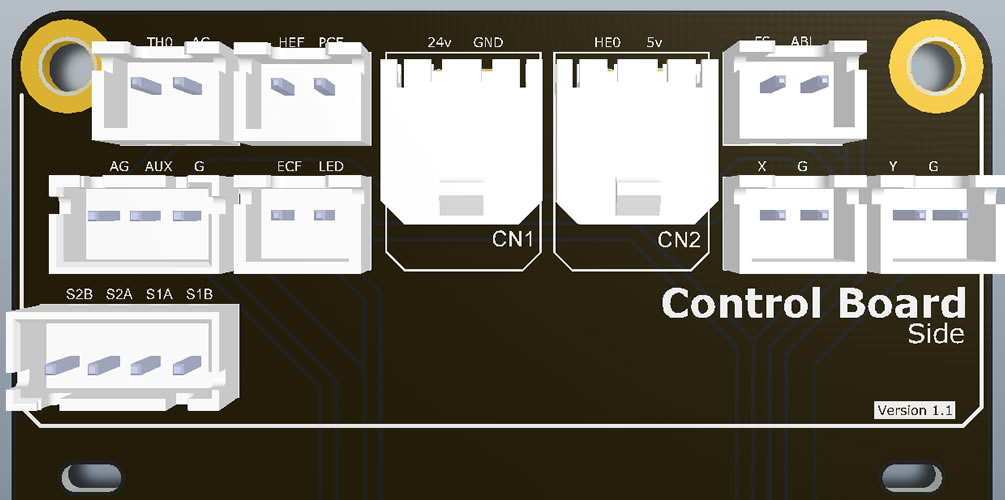 TH0 AG HEF PCF 24v GND HE0 5v FS ABL
AG AUX G ECF LED X G Y G
CN1 CN2
S2B S2A S1A S1B
Control Board
Side
Version 1.1